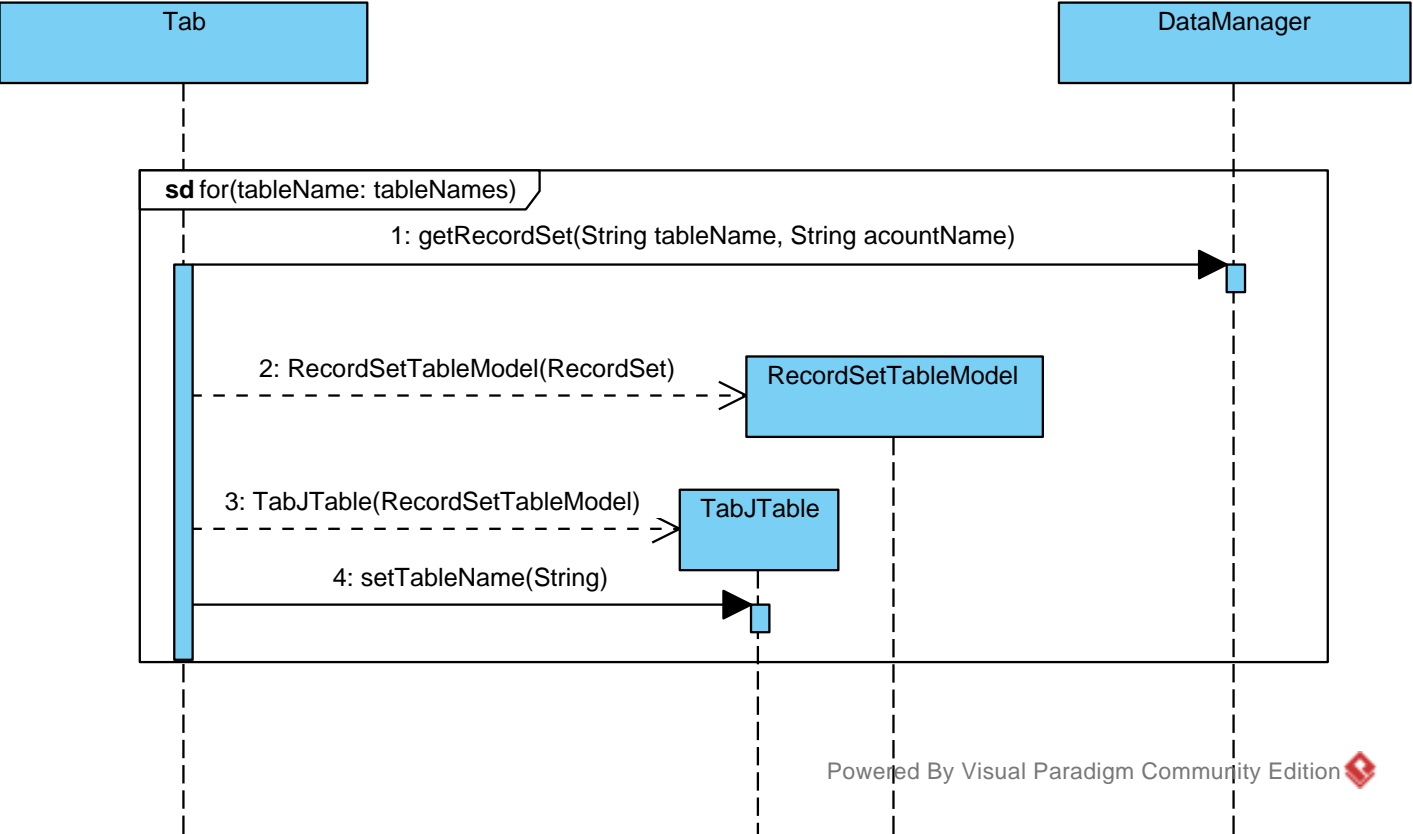 Tab
DataManager
sd for(tableName: tableNames)
1: getRecordSet(String tableName, String acountName)
2: RecordSetTableModel(RecordSet)
RecordSetTableModel
3: TabJTable(RecordSetTableModel)
TabJTable
4: setTableName(String)
Powered By Visual Paradigm Community Edition